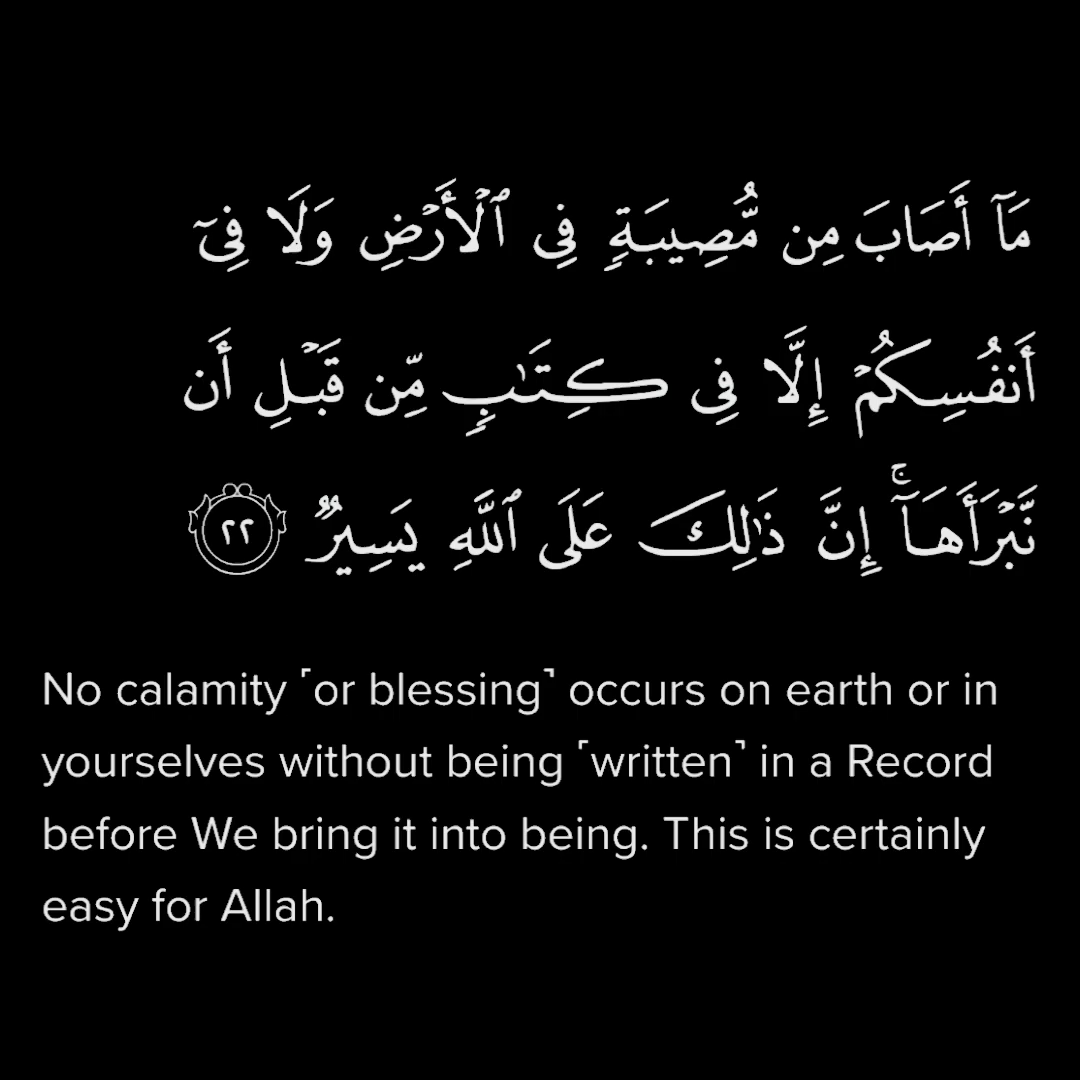 مَآ أَصَابَ مِن مُّصِيبَةٍ فِى ٱلْأَرْضِ وَلَا فِىٓ
أَنفُسِكُمْ إِلَّا فِى كِتَـٰبٍ مِّن قَبْلِ أَن
نَّبْرَأَهَآ ۚ إِنَّ ذَٰلِكَ عَلَى ٱللَّهِ يَسِيرٌ ٢٢
No calamity ˹or blessing˺ occurs on earth or in
yourselves without being ˹written˺ in a Record
before We bring it into being. This is certainly
easy for Allah.